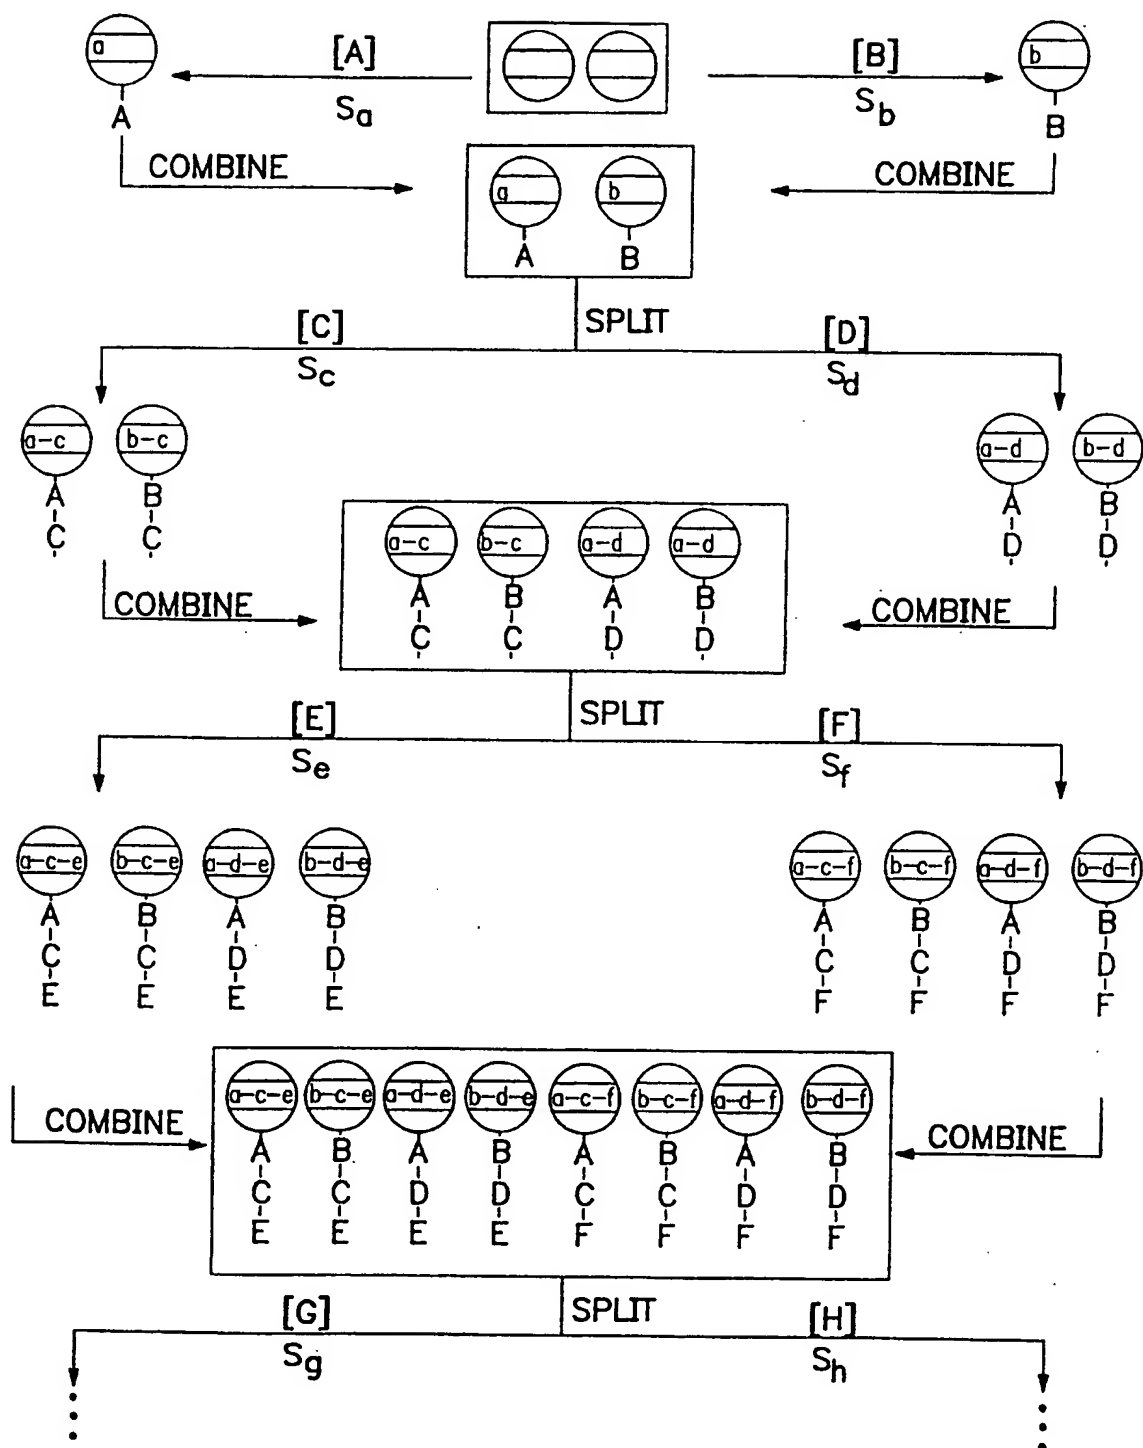 a [A] [B] b
Sa Sb
A B
COMBINE COMBINE
a b
A B
SPLIT
[C] [D]
Sc Sd
a-c b-c a-d b-d
A B A B
C C D D
a-c b-c a-d a-d
A B A B
C C D D
COMBINE COMBINE
SPLIT
[E] [F]
Se Sf
a-c-e b-c-e a-d-e b-d-e a-c-f b-c-f a-d-f b-d-f
A B A B A B A B
C C D D C C D D
E E E E F F F F
a-c-e b-c-e a-d-e b-d-e a-c-f b-c-f a-d-f b-d-f
COMBINE COMBINE
A B A B A B A B
C C D D C C D D
E E E E F F F F
SPLIT
[G] [H]
Sg Sh